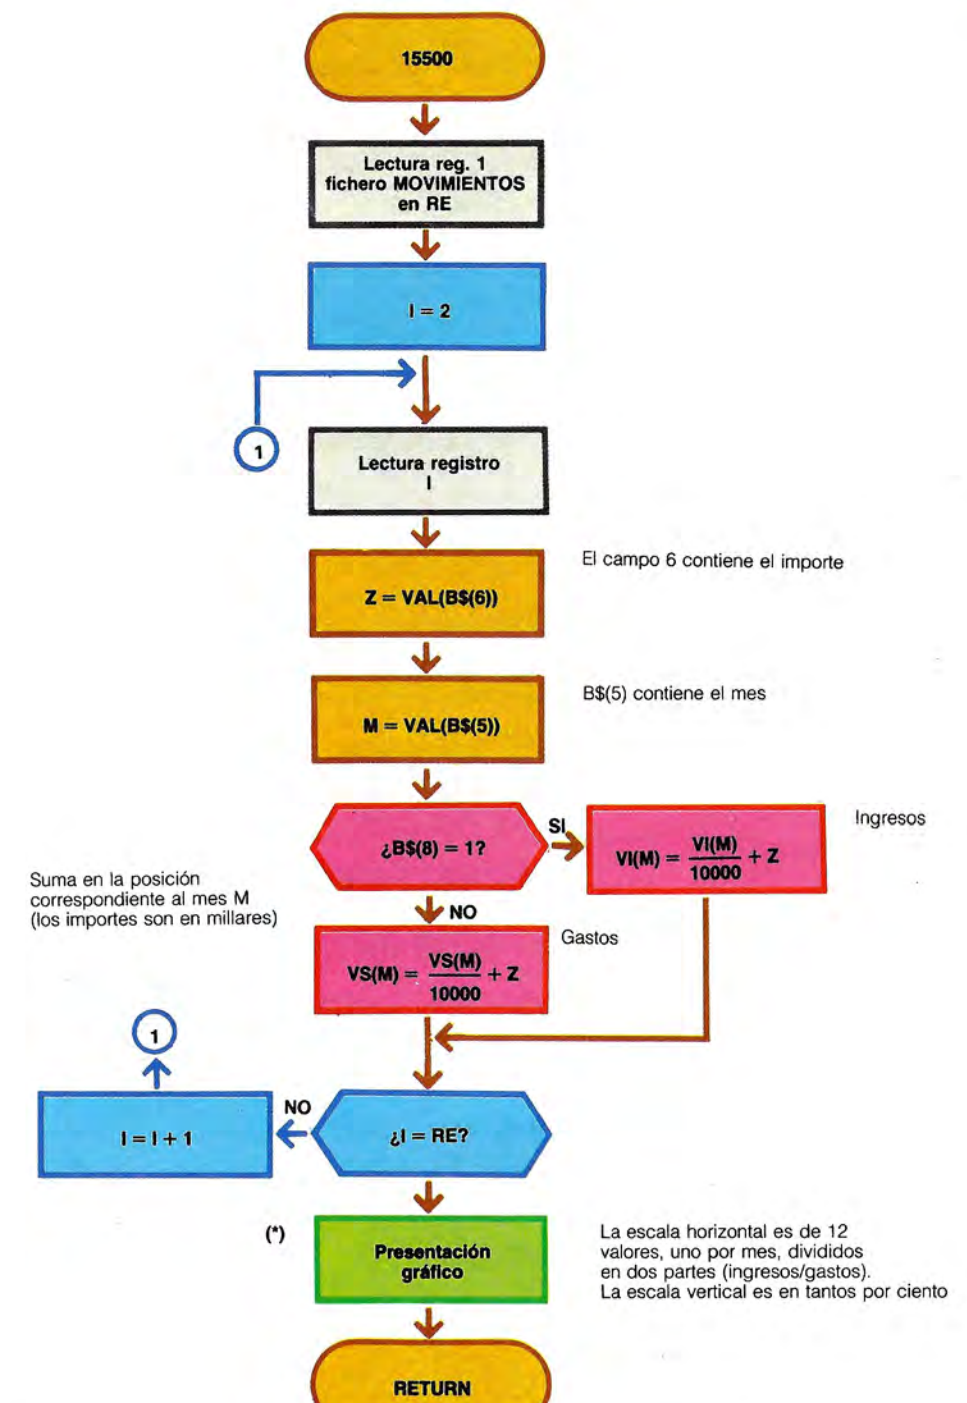 15500
Lectura reg. 1
fichero MOVIMIENTOS
en RE
I = 2
1
Lectura registro
I
El campo 6 contiene el importe
Z = VAL(B$(6))
B$(5) contiene el mes
M = VAL(B$(5))
¿B$(8) = 1?
SI
VI(M) = VI(M)/10000 + Z
Ingresos
Suma en la posición
correspondiente al mes M
(los importes son en millares)
NO
Gastos
VS(M) = VS(M)/10000 + Z
1
I = I + 1
NO
¿I = RE?
(*)
Presentación
gráfico
La escala horizontal es de 12
valores, uno por mes, divididos
en dos partes (ingresos/gastos).
La escala vertical es en tantos por ciento
RETURN